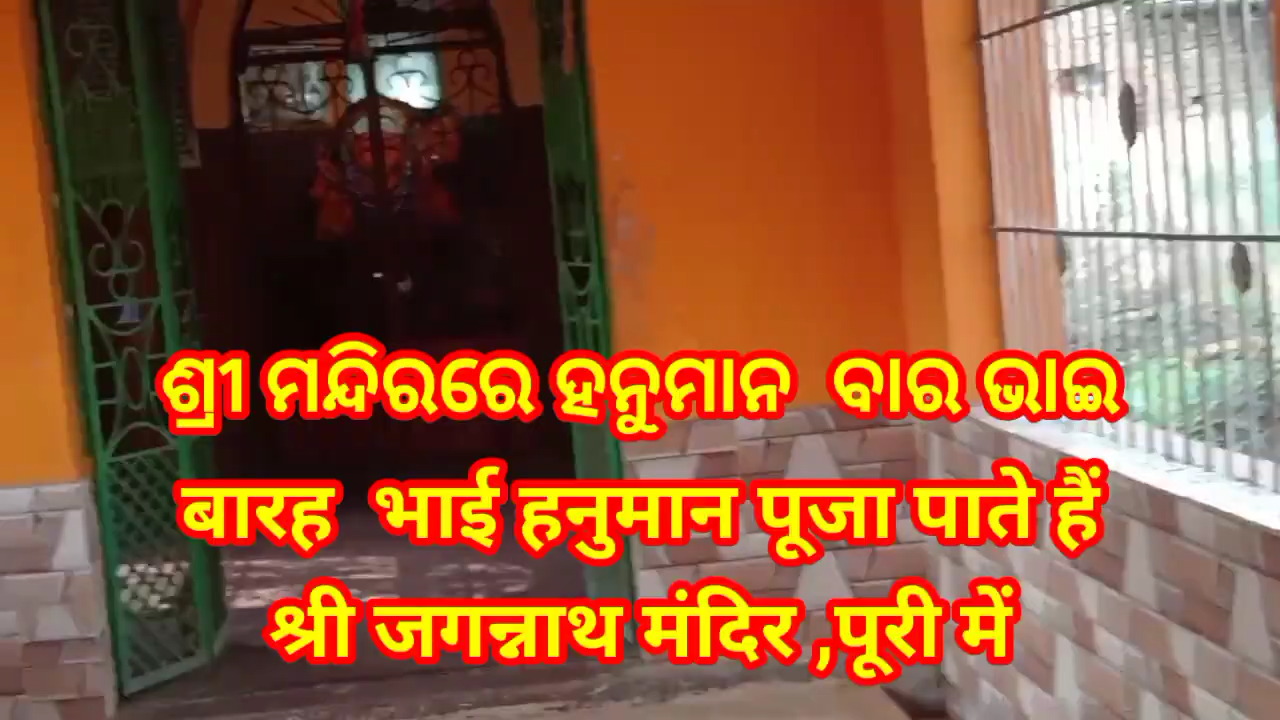 ଶ୍ରୀ ମନ୍ଦିରରେ ହନୁମାନ ବାର ଭାଇ
बारह भाई हनुमान पूजा पाते हैं
श्री जगन्नाथ मंदिर ,पूरी में